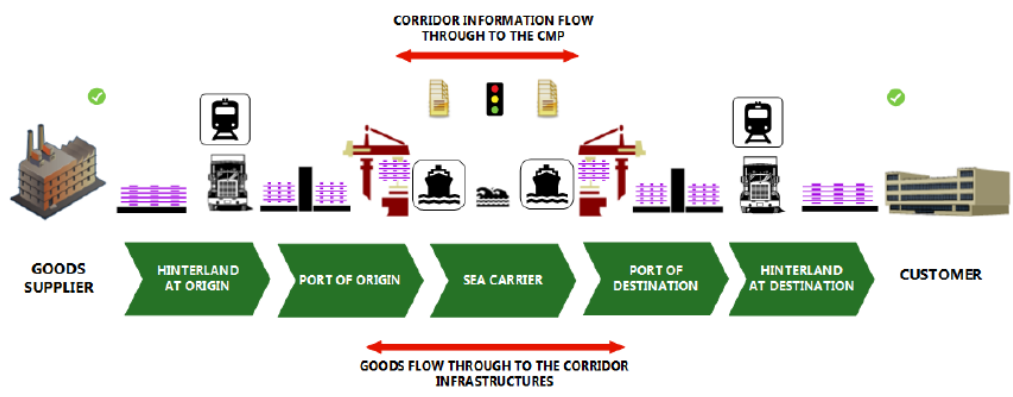 CORRIDOR INFORMATION FLOW
THROUGH TO THE CMP
GOODS
SUPPLIER
HINTERLAND
AT ORIGIN
PORT OF ORIGIN
SEA CARRIER
PORT OF
DESTINATION
HINTERLAND
AT DESTINATION
CUSTOMER
GOODS FLOW THROUGH TO THE CORRIDOR
INFRASTRUCTURES